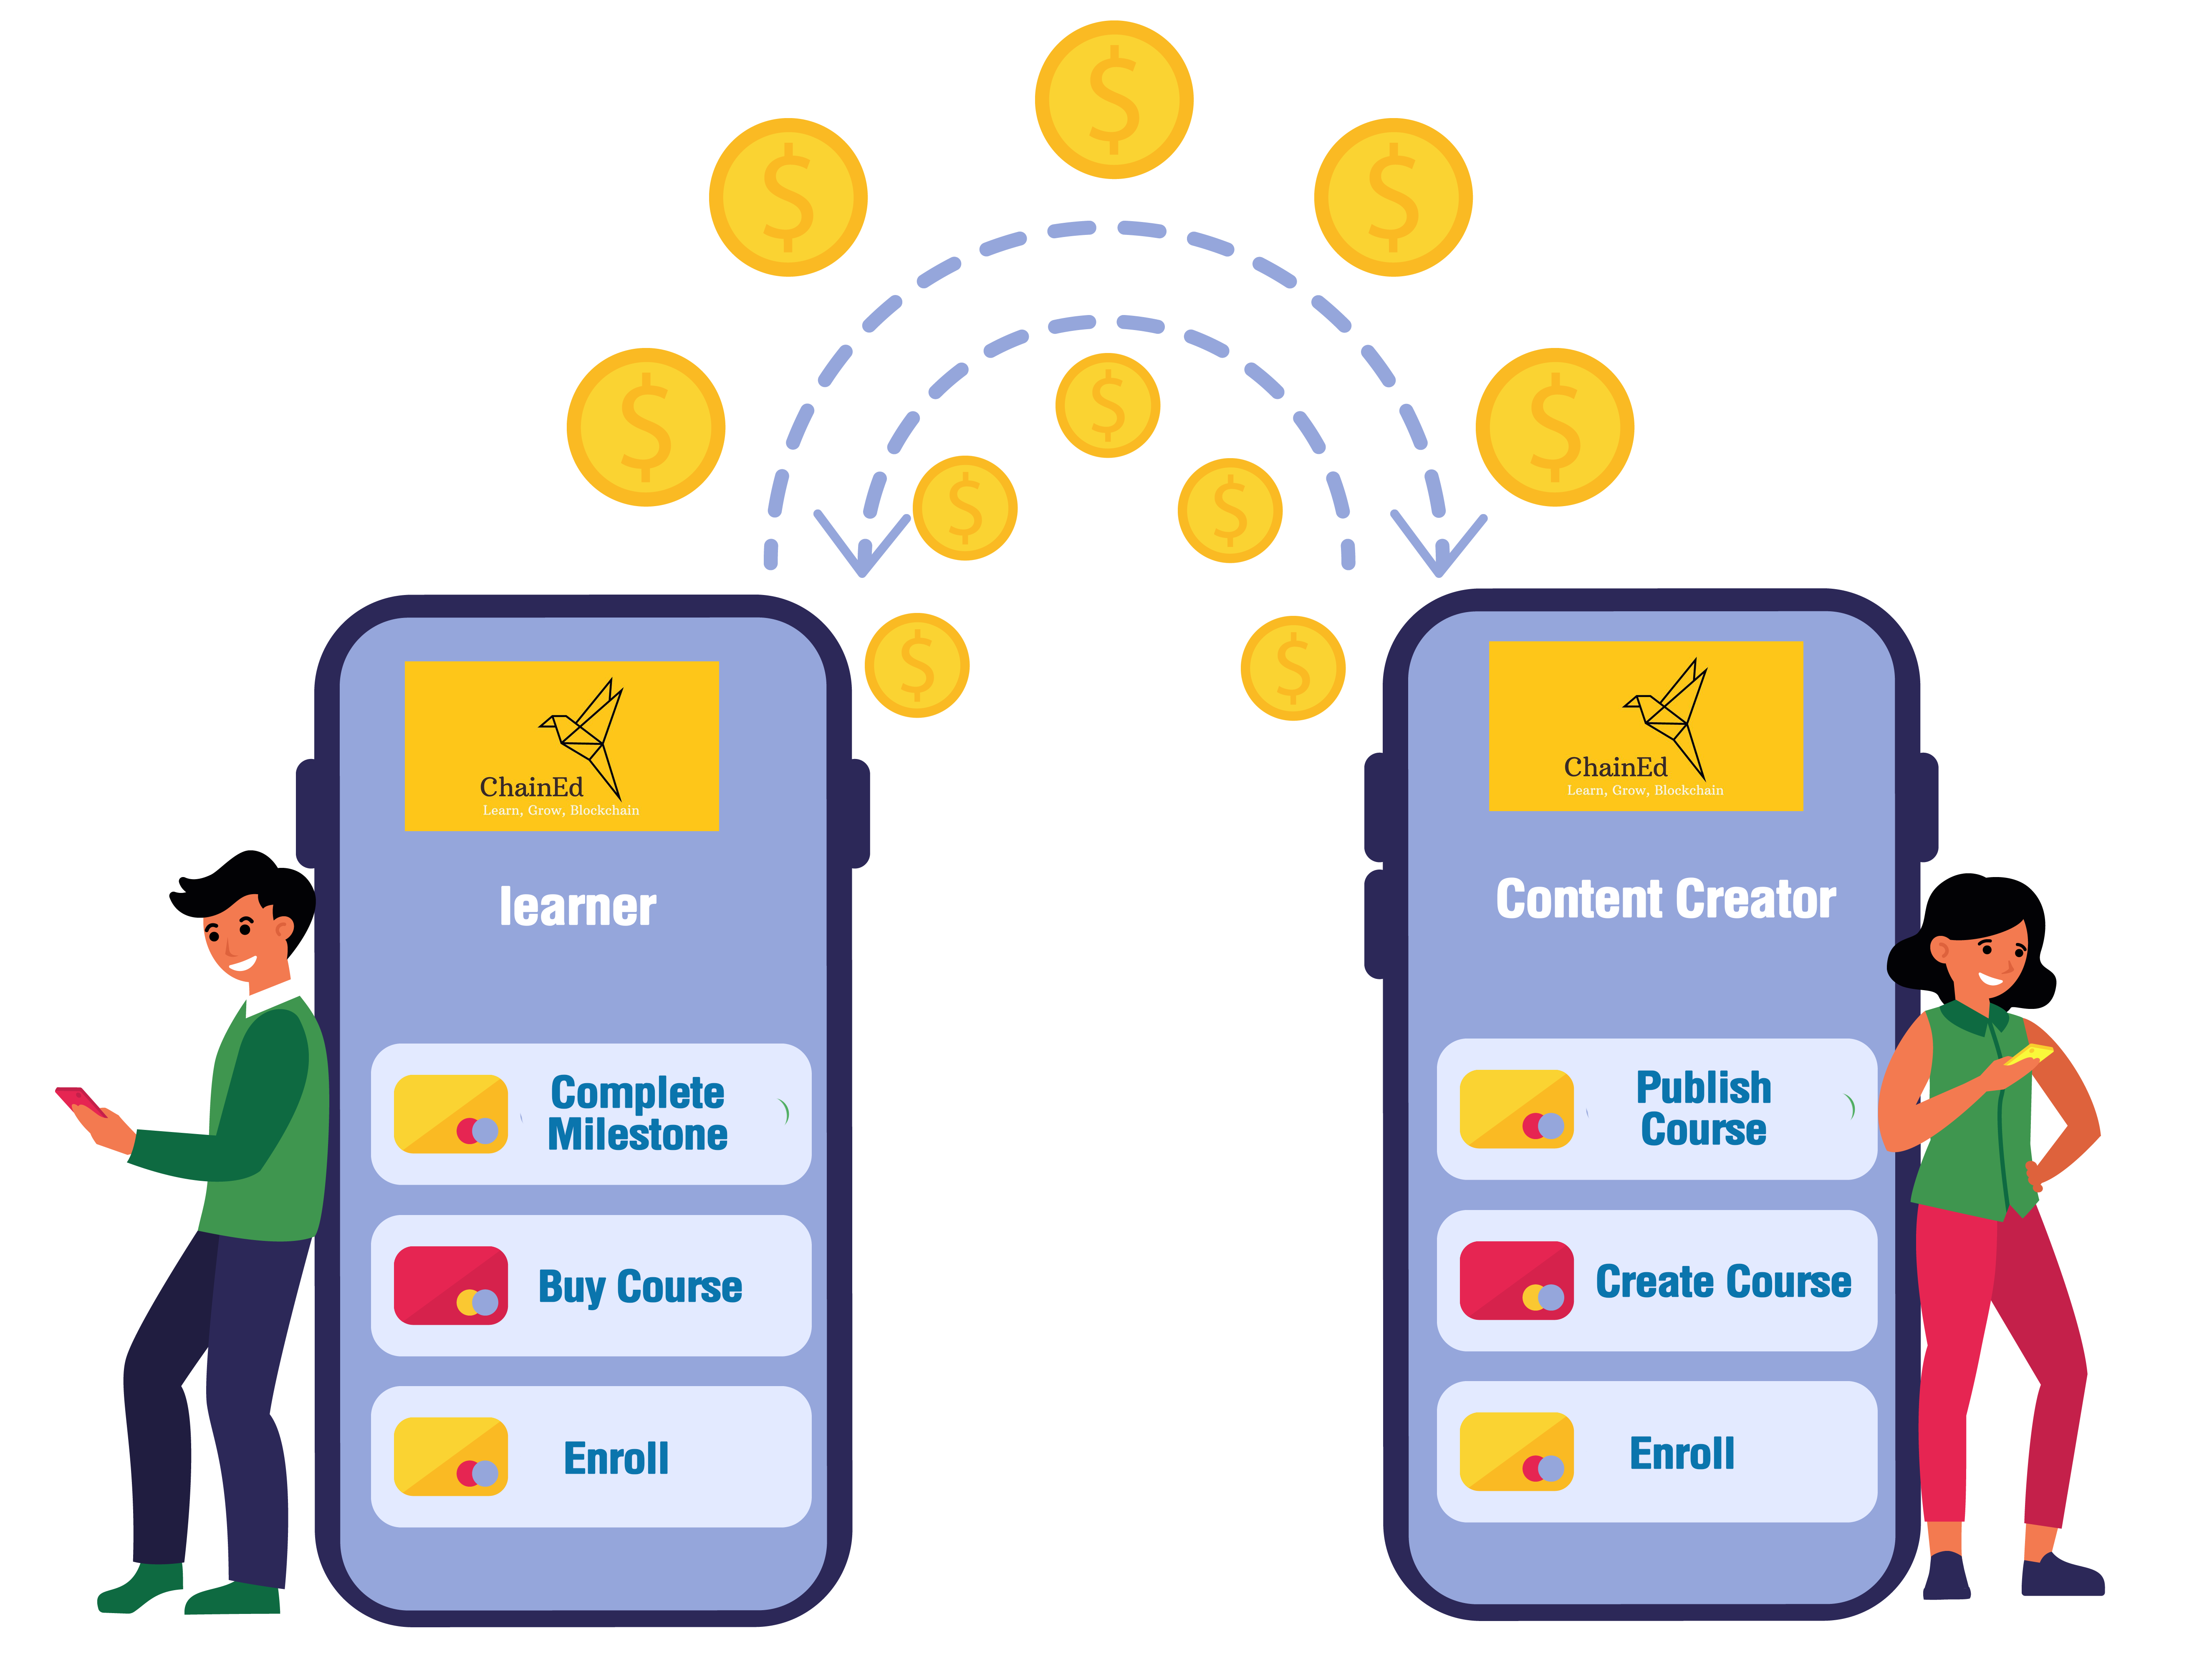 $
$
$
$
$
$
$
$
$
$
ChainEd
Learn, Grow, Blockchain
learner
Complete
Milestone
Buy Course
Enroll
ChainEd
Learn, Grow, Blockchain
Content Creator
Publish
Course
Create Course
Enroll